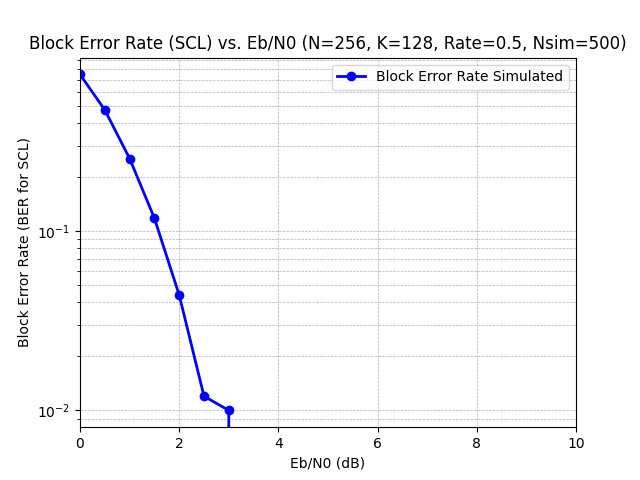 Block Error Rate (SCL) vs. Eb/N0 (N=256, K=128, Rate=0.5, Nsim=500)
Block Error Rate Simulated
Block Error Rate (BER for SCL)
10⁻¹
10⁻²
0 2 4 6 8 10
Eb/N0 (dB)